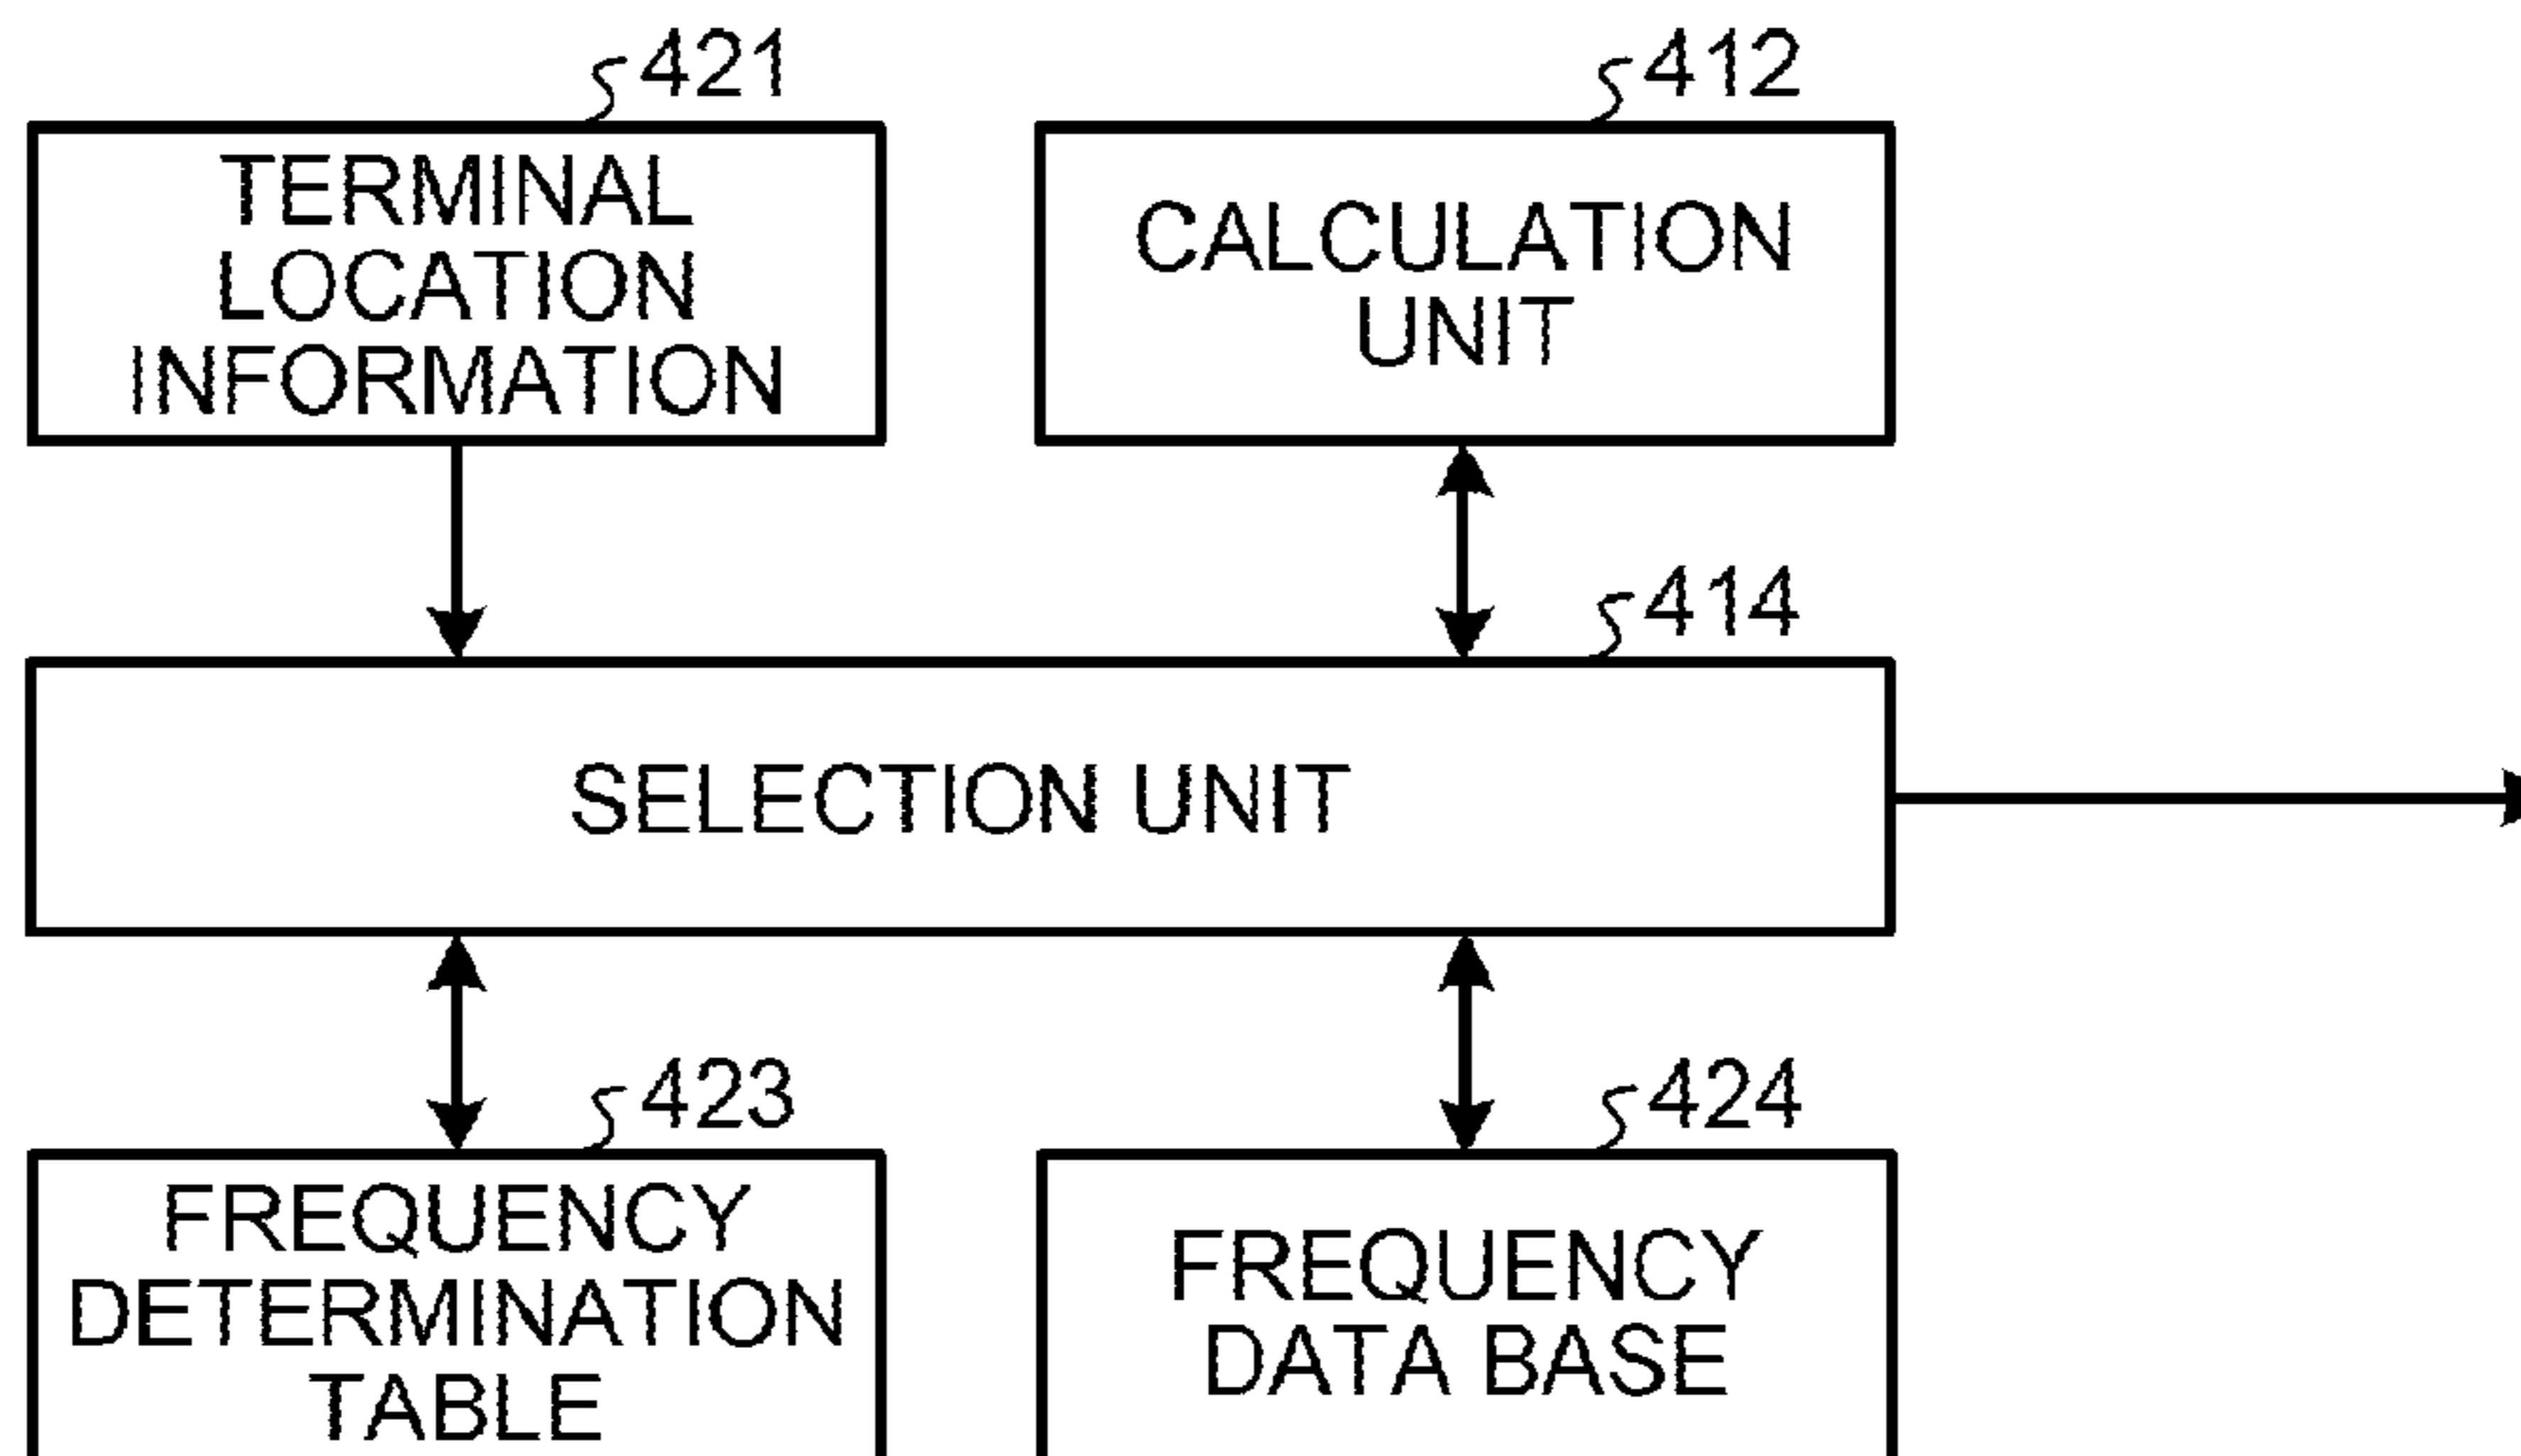 421
TERMINAL
LOCATION
INFORMATION
412
CALCULATION
UNIT
414
SELECTION UNIT
423
FREQUENCY
DETERMINATION
TABLE
424
FREQUENCY
DATA BASE